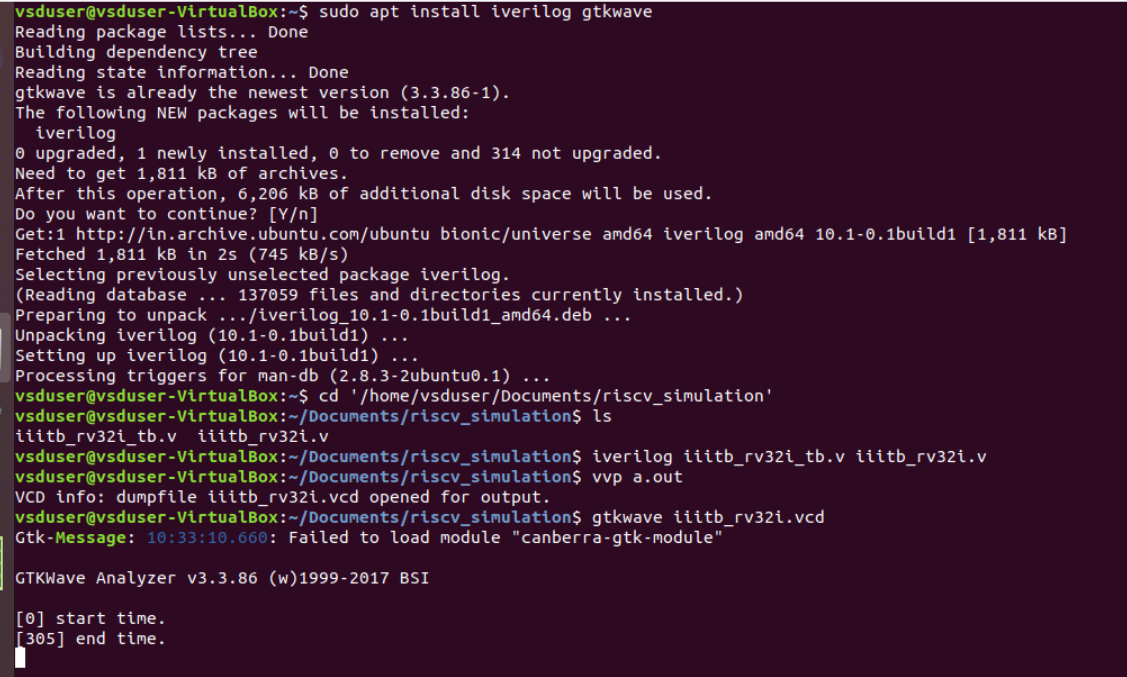 vsduser@vsduser-VirtualBox:~$ sudo apt install iverilog gtkwave
Reading package lists... Done
Building dependency tree
Reading state information... Done
gtkwave is already the newest version (3.3.86-1).
The following NEW packages will be installed:
  iverilog
0 upgraded, 1 newly installed, 0 to remove and 314 not upgraded.
Need to get 1,811 kB of archives.
After this operation, 6,206 kB of additional disk space will be used.
Do you want to continue? [Y/n]
Get:1 http://in.archive.ubuntu.com/ubuntu bionic/universe amd64 iverilog amd64 10.1-0.1build1 [1,811 kB]
Fetched 1,811 kB in 2s (745 kB/s)
Selecting previously unselected package iverilog.
(Reading database ... 137059 files and directories currently installed.)
Preparing to unpack .../iverilog_10.1-0.1build1_amd64.deb ...
Unpacking iverilog (10.1-0.1build1) ...
Setting up iverilog (10.1-0.1build1) ...
Processing triggers for man-db (2.8.3-2ubuntu0.1) ...
vsduser@vsduser-VirtualBox:~$ cd '/home/vsduser/Documents/riscv_simulation'
vsduser@vsduser-VirtualBox:~/Documents/riscv_simulation$ ls
iiitb_rv32i_tb.v  iiitb_rv32i.v
vsduser@vsduser-VirtualBox:~/Documents/riscv_simulation$ iverilog iiitb_rv32i_tb.v iiitb_rv32i.v
vsduser@vsduser-VirtualBox:~/Documents/riscv_simulation$ vvp a.out
VCD info: dumpfile iiitb_rv32i.vcd opened for output.
vsduser@vsduser-VirtualBox:~/Documents/riscv_simulation$ gtkwave iiitb_rv32i.vcd
Gtk-Message: 10:33:10.660: Failed to load module "canberra-gtk-module"
GTKWave Analyzer v3.3.86 (w)1999-2017 BSI
[0] start time.
[305] end time.